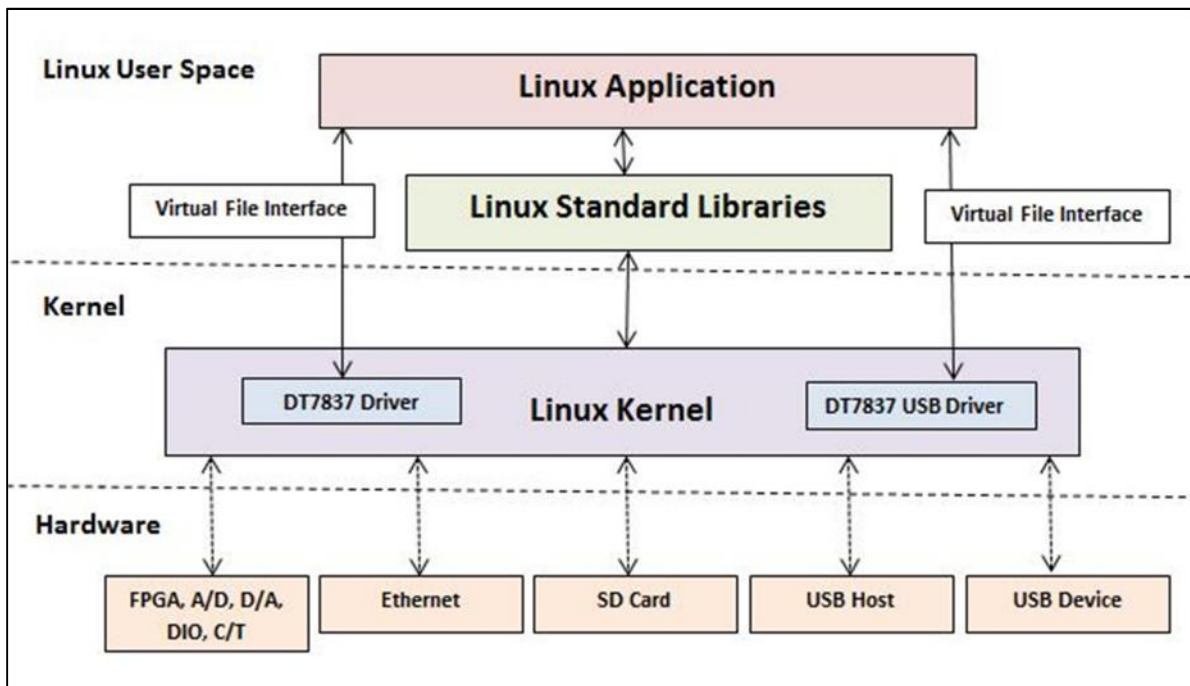 Linux User Space
Linux Application
Virtual File Interface
Linux Standard Libraries
Virtual File Interface
Kernel
DT7837 Driver
Linux Kernel
DT7837 USB Driver
Hardware
FPGA, A/D, D/A,
DIO, C/T
Ethernet
SD Card
USB Host
USB Device